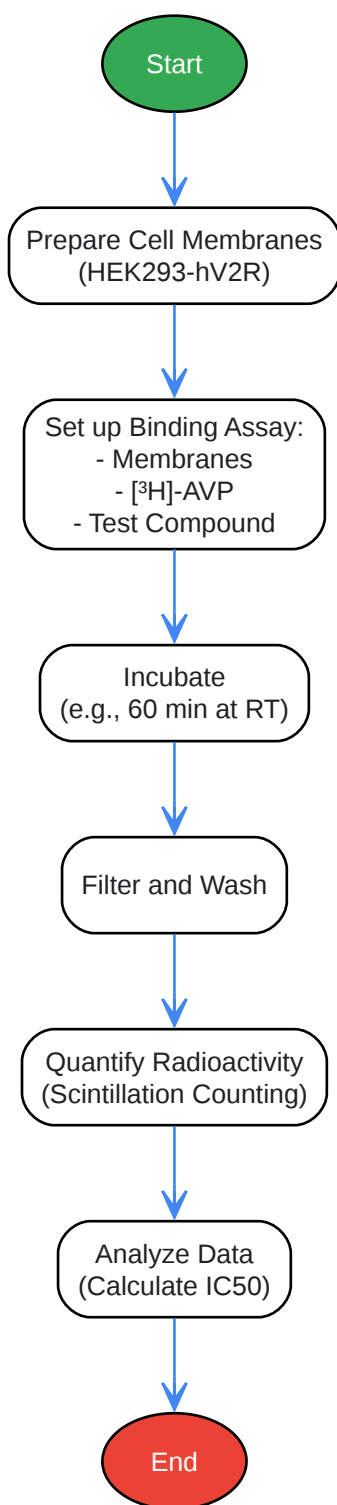 Start
Prepare Cell Membranes
(HEK293-hV2R)
Set up Binding Assay:
- Membranes
- [³H]-AVP
- Test Compound
Incubate
(e.g., 60 min at RT)
Filter and Wash
Quantify Radioactivity
(Scintillation Counting)
Analyze Data
(Calculate IC50)
End